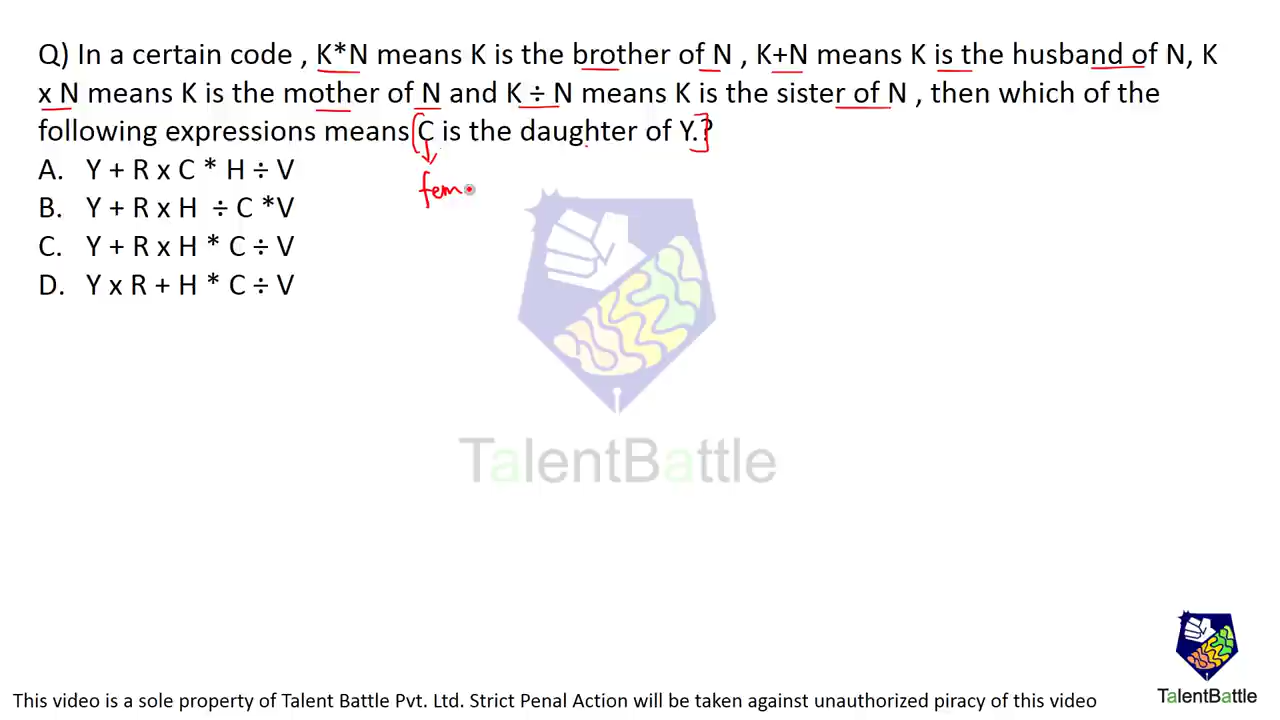 Q) In a certain code , K*N means K is the brother of N , K+N means K is the husband of N, K
x N means K is the mother of N and K ÷ N means K is the sister of N , then which of the
following expressions means C is the daughter of Y.?
A. Y + R x C * H ÷ V
fem
B. Y + R x H ÷ C *V
C. Y + R x H * C ÷ V
D. Y x R + H * C ÷ V
TalentBattle
TalentBattle
This video is a sole property of Talent Battle Pvt. Ltd. Strict Penal Action will be taken against unauthorized piracy of this video